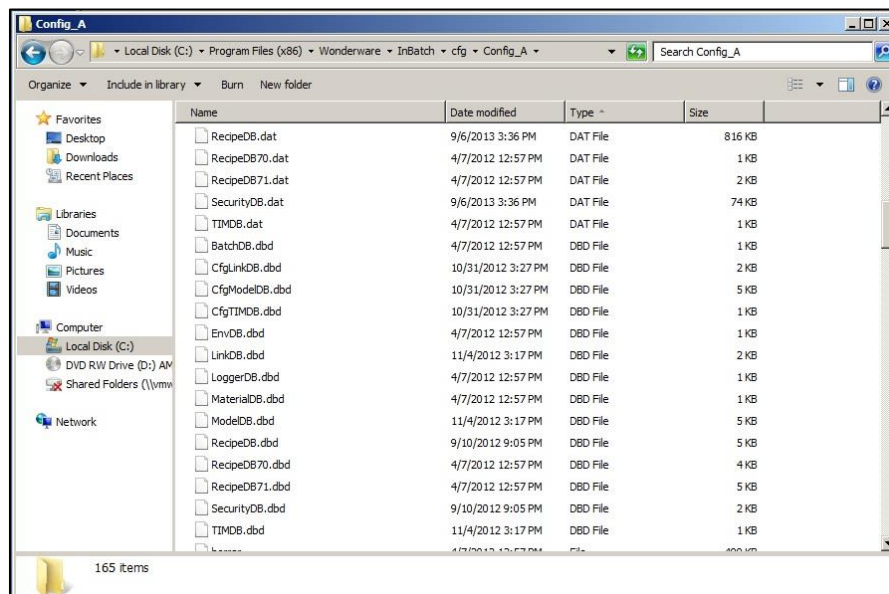 Config_A
Local Disk (C:) Program Files (x86) Wonderware InBatch cfg Config_A Search Config_A
Organize Include in library Burn New folder
Favorites
Desktop
Downloads
Recent Places
Libraries
Documents
Music
Pictures
Videos
Computer
Local Disk (C:)
DVD RW Drive (D:) AM
Shared Folders (\\vmw
Network
Name Date modified Type Size
RecipeDB.dat 9/6/2013 3:36 PM DAT File 816 KB
RecipeDB70.dat 4/7/2012 12:57 PM DAT File 1 KB
RecipeDB71.dat 4/7/2012 12:57 PM DAT File 2 KB
SecurityDB.dat 9/6/2013 3:36 PM DAT File 74 KB
TIMDB.dat 4/7/2012 12:57 PM DAT File 1 KB
BatchDB.dbd 4/7/2012 12:57 PM DBD File 1 KB
CfgLinkDB.dbd 10/31/2012 3:27 PM DBD File 2 KB
CfgModelDB.dbd 10/31/2012 3:27 PM DBD File 5 KB
CfgTIMDB.dbd 10/31/2012 3:27 PM DBD File 1 KB
EnvDB.dbd 4/7/2012 12:57 PM DBD File 1 KB
LinkDB.dbd 11/4/2012 3:17 PM DBD File 2 KB
LoggerDB.dbd 4/7/2012 12:57 PM DBD File 1 KB
MaterialDB.dbd 4/7/2012 12:57 PM DBD File 1 KB
ModelDB.dbd 11/4/2012 3:17 PM DBD File 5 KB
RecipeDB.dbd 9/10/2012 9:05 PM DBD File 5 KB
RecipeDB70.dbd 4/7/2012 12:57 PM DBD File 4 KB
RecipeDB71.dbd 4/7/2012 12:57 PM DBD File 5 KB
SecurityDB.dbd 9/10/2012 9:05 PM DBD File 2 KB
TIMDB.dbd 11/4/2012 3:17 PM DBD File 1 KB
165 items